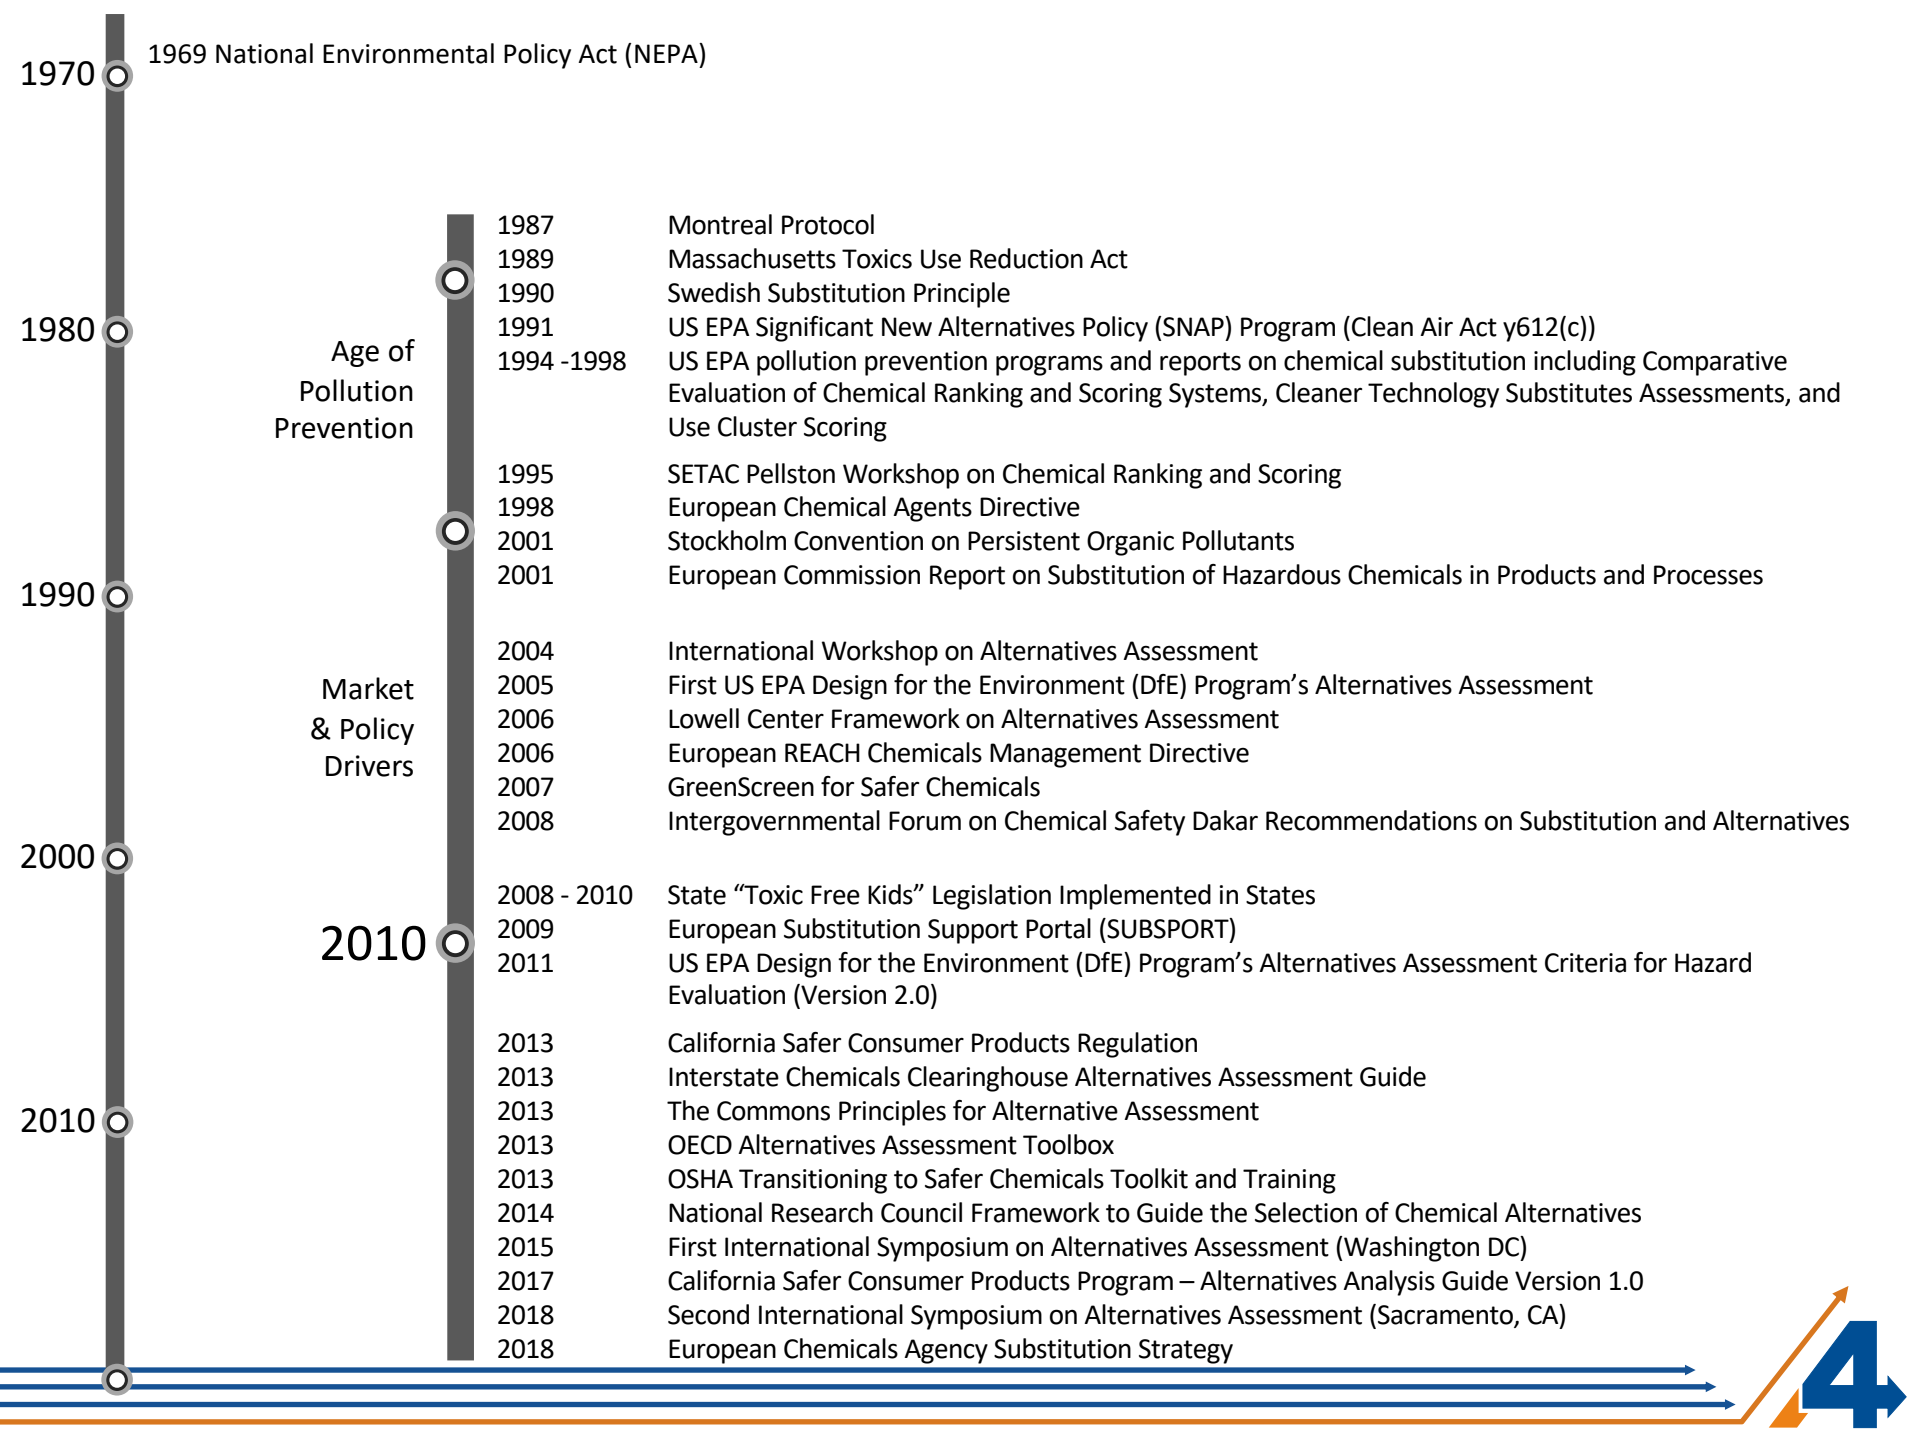 1969 National Environmental Policy Act (NEPA)
1970
1980
1990
2000
2010
Age of
Pollution
Prevention
Market
& Policy
Drivers
2010
1987 Montreal Protocol
1989 Massachusetts Toxics Use Reduction Act
1990 Swedish Substitution Principle
1991 US EPA Significant New Alternatives Policy (SNAP) Program (Clean Air Act y612(c))
1994 -1998 US EPA pollution prevention programs and reports on chemical substitution including Comparative
Evaluation of Chemical Ranking and Scoring Systems, Cleaner Technology Substitutes Assessments, and
Use Cluster Scoring
1995 SETAC Pellston Workshop on Chemical Ranking and Scoring
1998 European Chemical Agents Directive
2001 Stockholm Convention on Persistent Organic Pollutants
2001 European Commission Report on Substitution of Hazardous Chemicals in Products and Processes
2004 International Workshop on Alternatives Assessment
2005 First US EPA Design for the Environment (DfE) Program’s Alternatives Assessment
2006 Lowell Center Framework on Alternatives Assessment
2006 European REACH Chemicals Management Directive
2007 GreenScreen for Safer Chemicals
2008 Intergovernmental Forum on Chemical Safety Dakar Recommendations on Substitution and Alternatives
2008 - 2010 State “Toxic Free Kids” Legislation Implemented in States
2009 European Substitution Support Portal (SUBSPORT)
2011 US EPA Design for the Environment (DfE) Program’s Alternatives Assessment Criteria for Hazard
Evaluation (Version 2.0)
2013 California Safer Consumer Products Regulation
2013 Interstate Chemicals Clearinghouse Alternatives Assessment Guide
2013 The Commons Principles for Alternative Assessment
2013 OECD Alternatives Assessment Toolbox
2013 OSHA Transitioning to Safer Chemicals Toolkit and Training
2014 National Research Council Framework to Guide the Selection of Chemical Alternatives
2015 First International Symposium on Alternatives Assessment (Washington DC)
2017 California Safer Consumer Products Program – Alternatives Analysis Guide Version 1.0
2018 Second International Symposium on Alternatives Assessment (Sacramento, CA)
2018 European Chemicals Agency Substitution Strategy
4